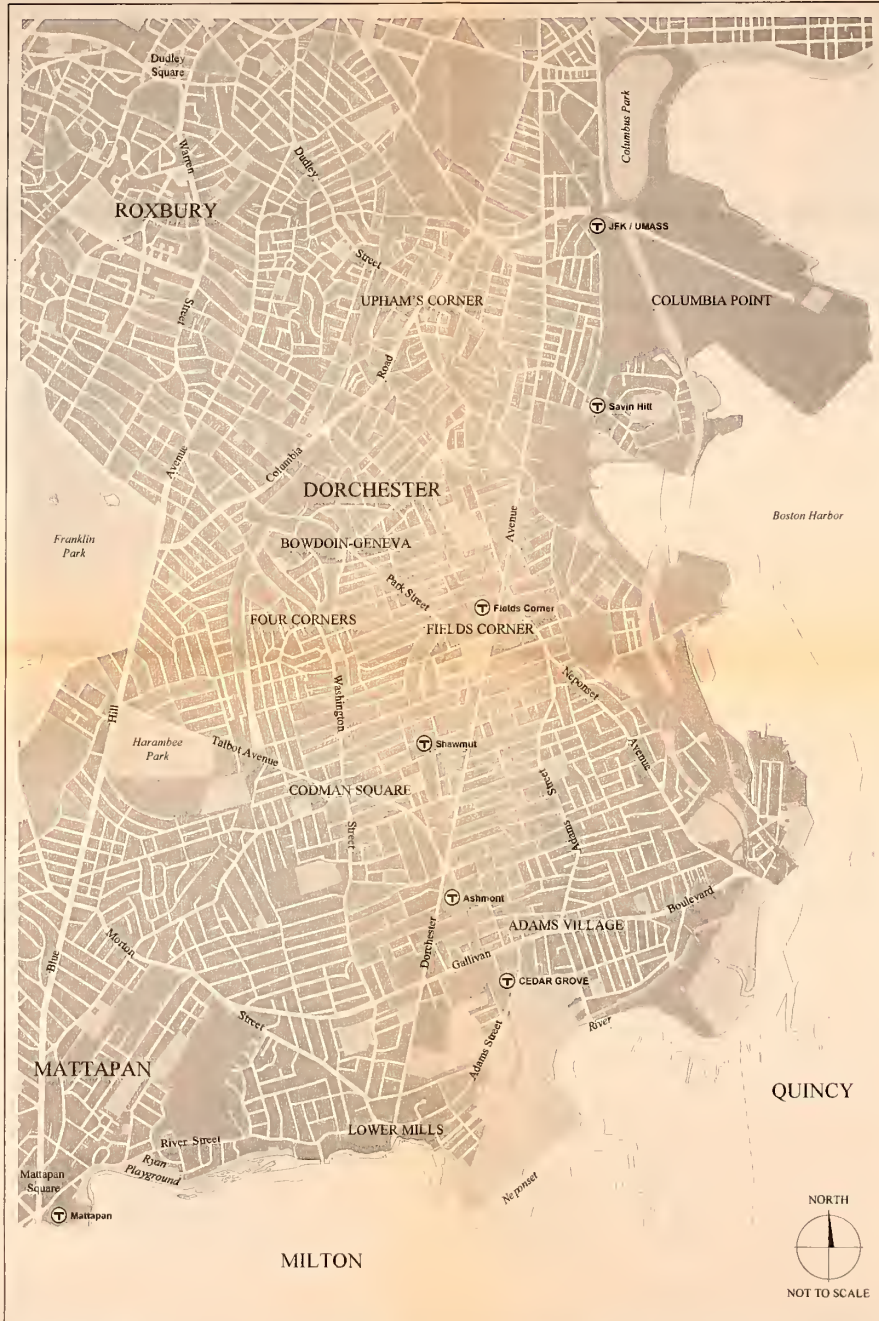 Dudley
Square
Columbus Park
Warren
Dudley
ROXBURY
T JFK / UMASS
Street
UPHAM'S CORNER
COLUMBIA POINT
Street
Road
T Savin Hill
Avenue
Columbia
DORCHESTER
Avenue
Boston Harbor
Franklin
Park
BOWDOIN-GENEVA
Park Street
T Fields Corner
FOUR CORNERS
FIELDS CORNER
Neponset
Washington
Hill
Harambee
Park
Talbot Avenue
T Shawmut
Avenue
CODMAN SQUARE
Street
Street
Adams
T Ashmont
Boulevard
ADAMS VILLAGE
Morton
Dorchester
Gallivan
Blue
T CEDAR GROVE
Street
River
Adams Street
MATTAPAN
QUINCY
LOWER MILLS
River Street
Ryan
Playground
Mattapan
Square
Neponset
T Mattapan
NORTH
MILTON
NOT TO SCALE